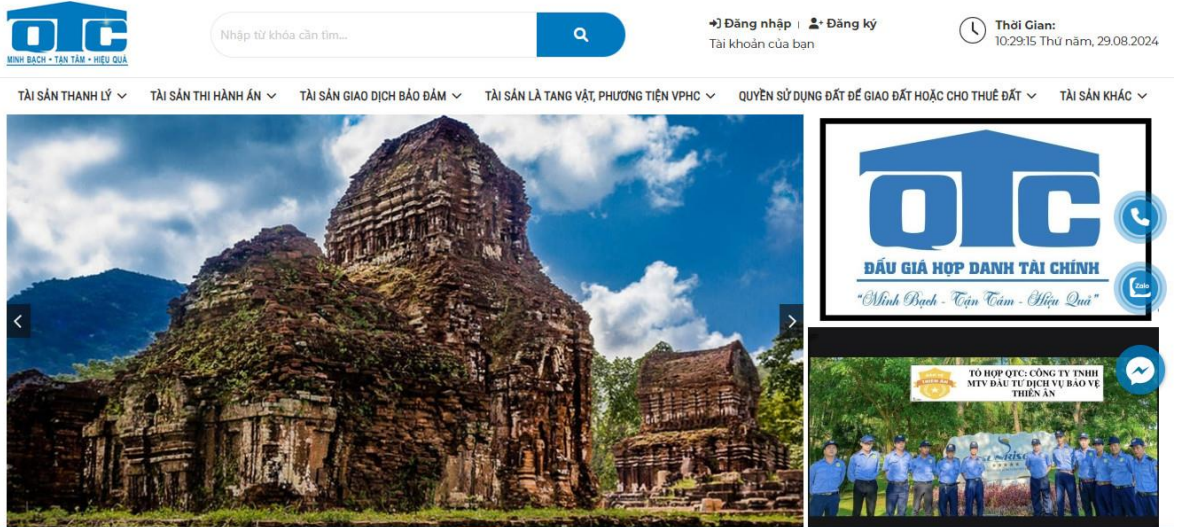 QTC
MINH BẠCH • TẬN TÂM • HIỆU QUẢ
Nhập từ khóa cần tìm...
Đăng nhập | Đăng ký
Tài khoản của bạn
Thời Gian:
10:29:15 Thứ năm, 29.08.2024
TÀI SẢN THANH LÝ
TÀI SẢN THI HÀNH ÁN
TÀI SẢN GIAO DỊCH BẢO ĐẢM
TÀI SẢN LÀ TANG VẬT, PHƯƠNG TIỆN VPHC
QUYỀN SỬ DỤNG ĐẤT ĐỂ GIAO ĐẤT HOẶC CHO THUÊ ĐẤT
TÀI SẢN KHÁC
QTC
ĐẤU GIÁ HỢP DANH TÀI CHÍNH
"Minh Bạch - Tận Tâm - Hiệu Quả"
Zalo
TỔ HỢP QTC: CÔNG TY TNHH
MTV ĐẦU TƯ DỊCH VỤ BẢO VỆ
THIÊN ÂN